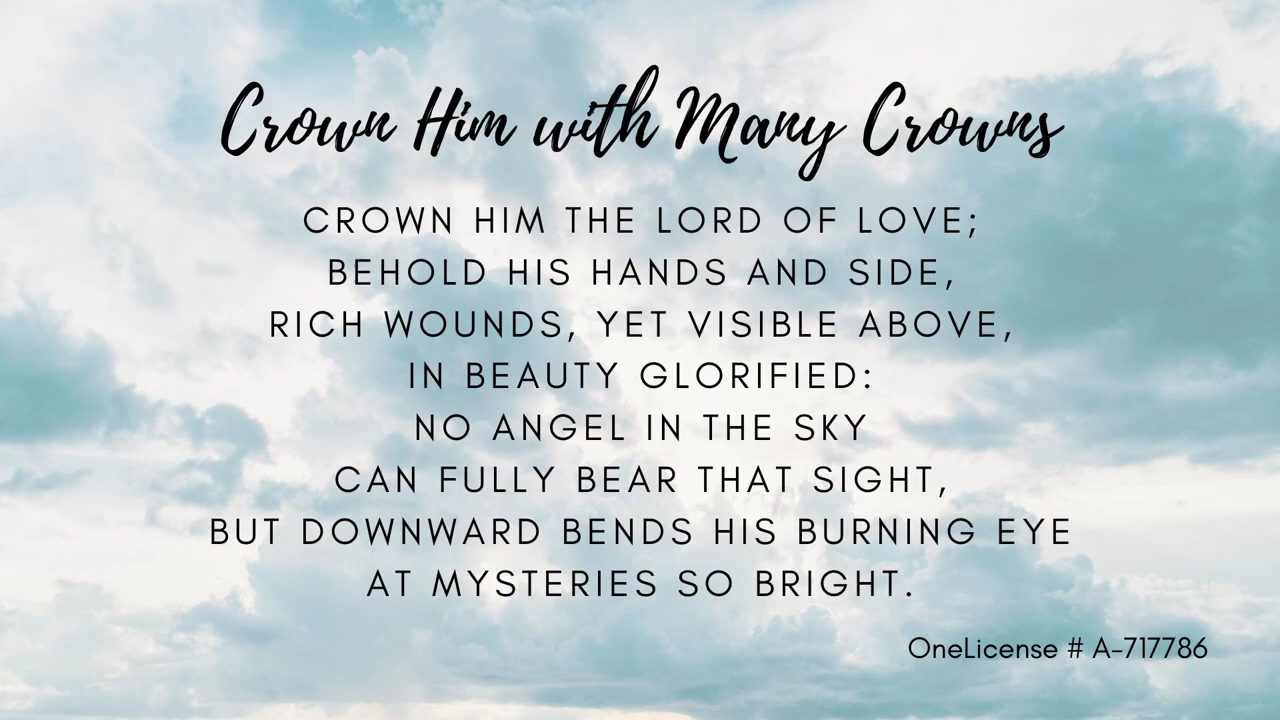 Crown Him with Many Crowns
CROWN HIM THE LORD OF LOVE;
BEHOLD HIS HANDS AND SIDE,
RICH WOUNDS, YET VISIBLE ABOVE,
IN BEAUTY GLORIFIED:
NO ANGEL IN THE SKY
CAN FULLY BEAR THAT SIGHT,
BUT DOWNWARD BENDS HIS BURNING EYE
AT MYSTERIES SO BRIGHT.
OneLicense # A-717786